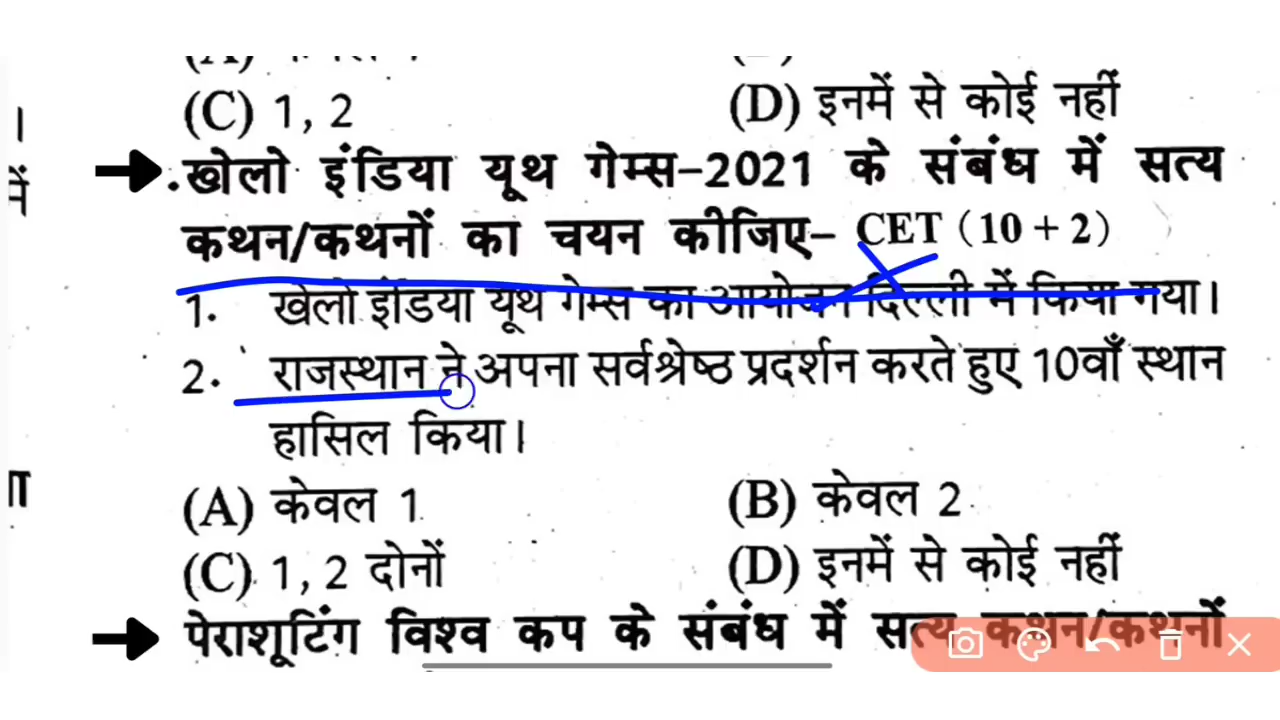 (C) 1, 2 (D) इनमें से कोई नहीं
।
में
.खेलो इंडिया यूथ गेम्स-2021 के संबंध में सत्य
कथन/कथनों का चयन कीजिए- CET (10 + 2)
1. खेलो इंडिया यूथ गेम्स का आयोजन दिल्ली में किया गया।
2. राजस्थान ने अपना सर्वश्रेष्ठ प्रदर्शन करते हुए 10वाँ स्थान
हासिल किया।
(A) केवल 1 (B) केवल 2
(C) 1, 2 दोनों (D) इनमें से कोई नहीं
पेराशूटिंग विश्व कप के संबंध में सत्य कथन/कथनों